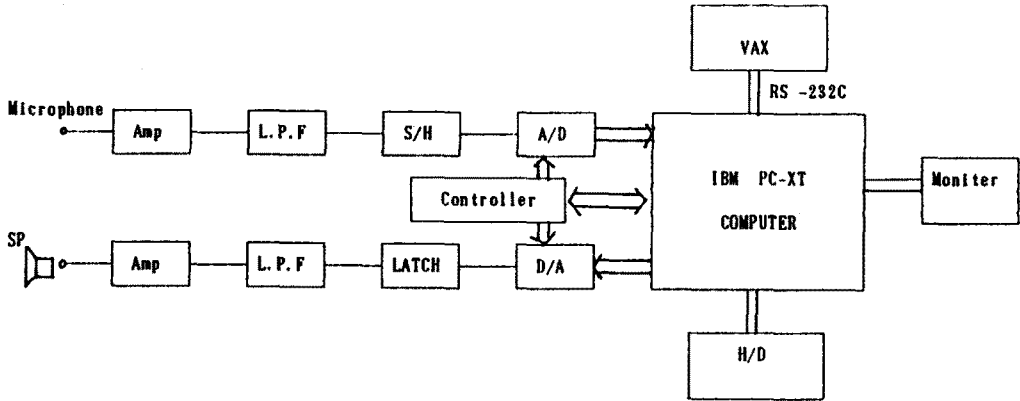 VAX
RS -232C
Microphone
Amp
L.P.F
S/H
A/D
IBM PC-XT
COMPUTER
Moniter
Controller
SP
Amp
L.P.F
LATCH
D/A
H/D